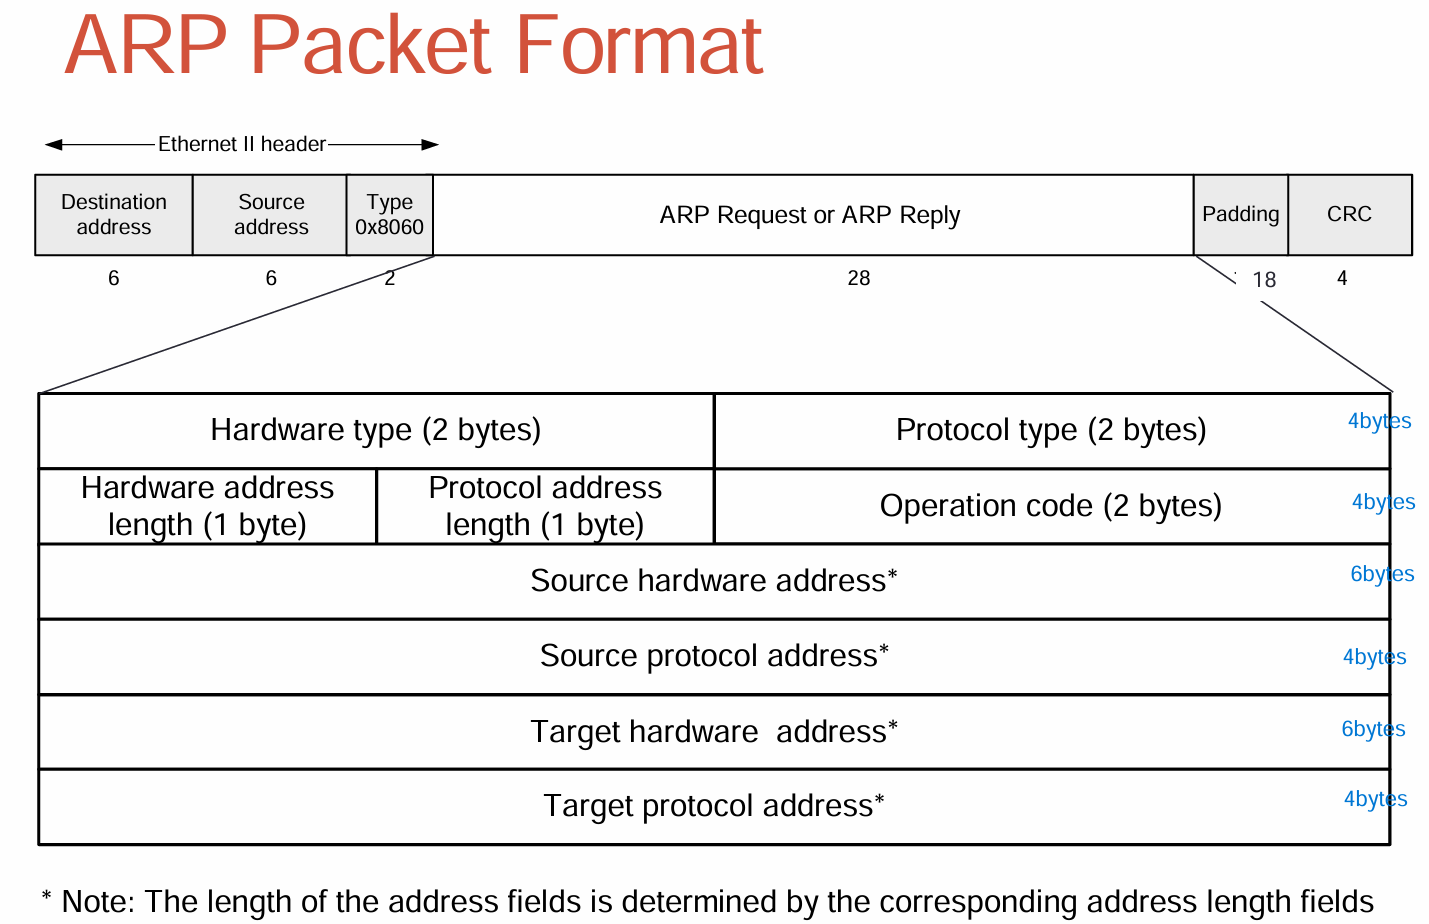 ARP Packet Format
Ethernet II header
Destination address
Source address
Type 0x8060
ARP Request or ARP Reply
Padding
CRC
6
6
2
28
18
4
Hardware type (2 bytes)
Protocol type (2 bytes)
4bytes
Hardware address length (1 byte)
Protocol address length (1 byte)
Operation code (2 bytes)
4bytes
Source hardware address*
6bytes
Source protocol address*
4bytes
Target hardware address*
6bytes
Target protocol address*
4bytes
* Note: The length of the address fields is determined by the corresponding address length fields